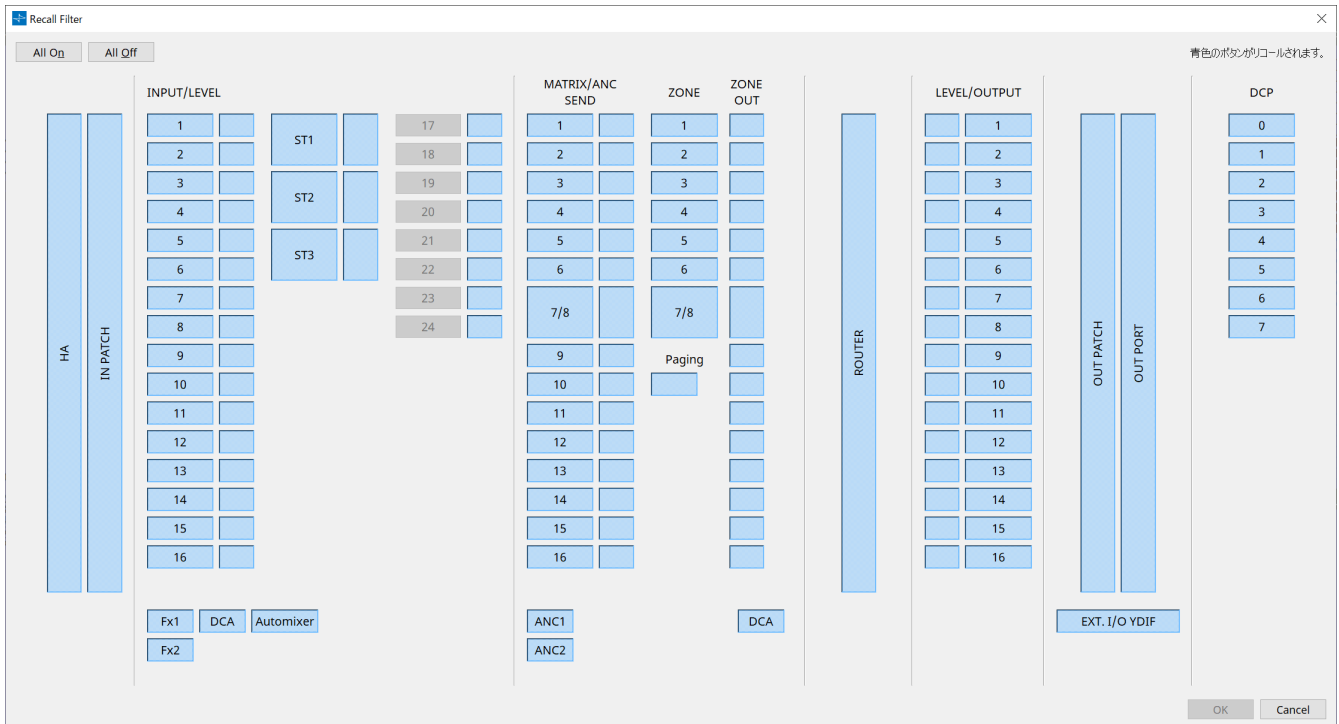 Recall Filter
All On All Off 青色のボタンがリコールされます。
INPUT/LEVEL
MATRIX/ANC
SEND
ZONE
ZONE
OUT
LEVEL/OUTPUT
DCP
HA
IN PATCH
1
2
3
4
5
6
7
8
9
10
11
12
13
14
15
16
ST1
ST2
ST3
17
18
19
20
21
22
23
24
Fx1 DCA Automixer
Fx2
1
2
3
4
5
6
7/8
9
10
11
12
13
14
15
16
ANC1
ANC2
1
2
3
4
5
6
7/8
Paging
DCA
ROUTER
1
2
3
4
5
6
7
8
9
10
11
12
13
14
15
16
OUT PATCH
OUT PORT
EXT. I/O YDIF
0
1
2
3
4
5
6
7
OK Cancel